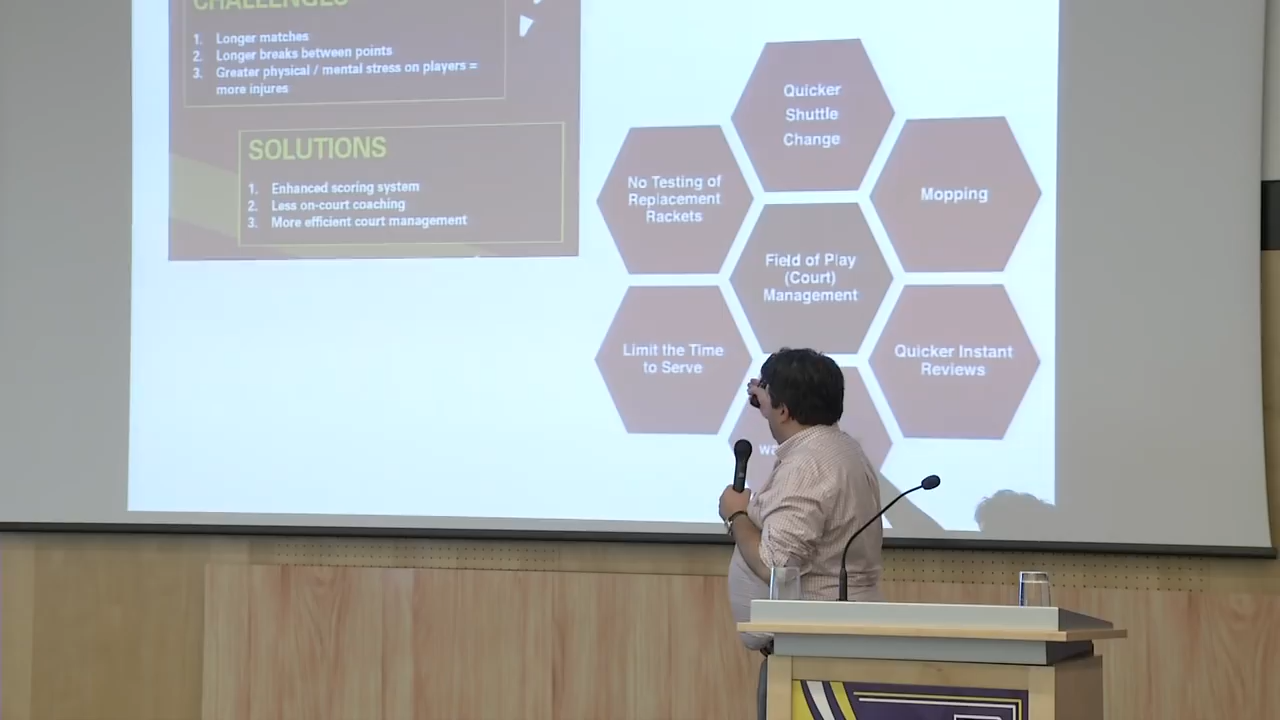 CHALLENGES
1. Longer matches
2. Longer breaks between points
3. Greater physical / mental stress on players =
more injures
SOLUTIONS
1. Enhanced scoring system
2. Less on-court coaching
3. More efficient court management
Quicker
Shuttle
Change
No Testing of
Replacement
Rackets
Mopping
Field of Play
(Court)
Management
Limit the Time
to Serve
Quicker Instant
Reviews